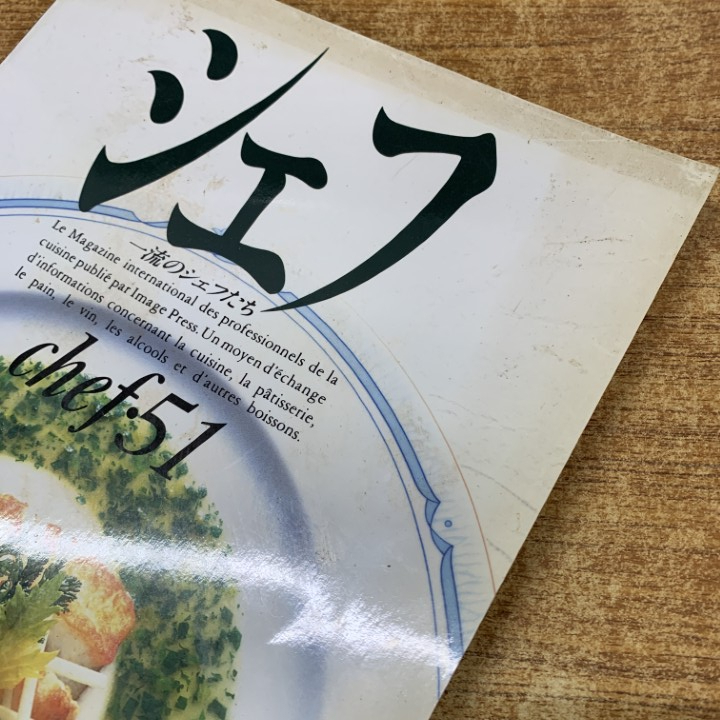 シェフ
一流のシェフたち
Le Magazine international des professionnels de la
cuisine publié par Image Press. Un moyen d'échange
d'informations concernant la cuisine, la pâtisserie,
le pain, le vin, les alcools et d'autres boissons.
chef·51